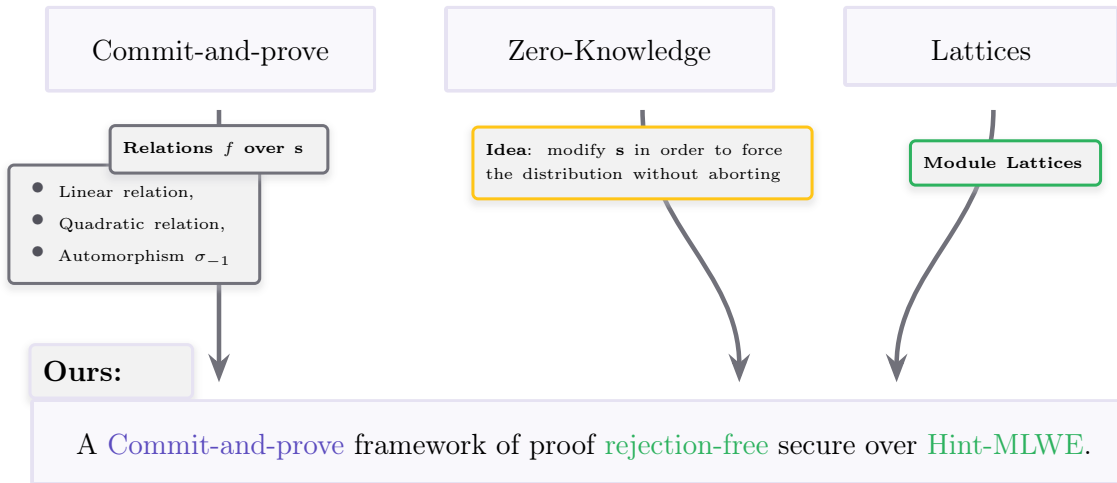 Commit-and-prove
Zero-Knowledge
Lattices
Relations f over s
• Linear relation,
• Quadratic relation,
• Automorphism σ₋₁
Idea: modify s in order to force
the distribution without aborting
Module Lattices
Ours:
A Commit-and-prove framework of proof rejection-free secure over Hint-MLWE.